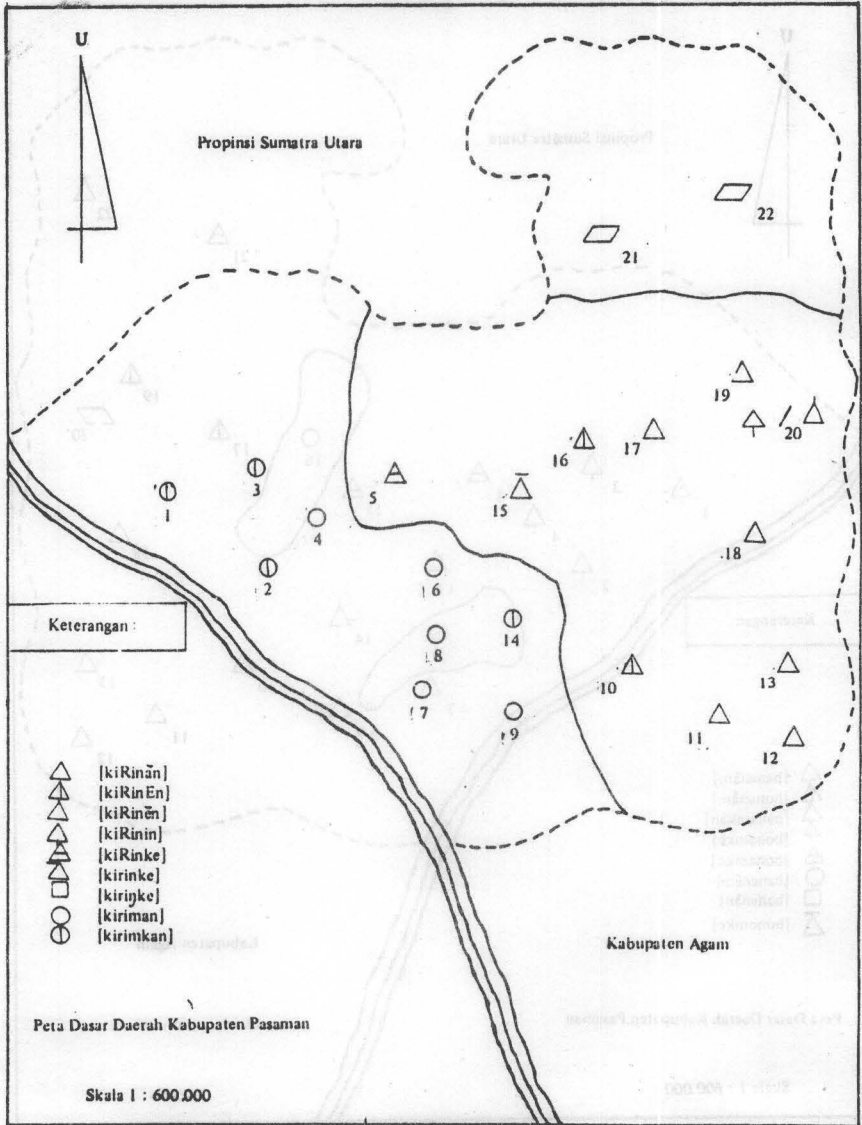 U
Propinsi Sumatra Utara
22
21
19
20
16
17
3
5
15
1
4
18
2
6
14
8
10
13
7
9
11
12
Keterangan :
[kiRinān]
[kiRinEn]
[kiRinēn]
[kiRinin]
[kiRinke]
[kirinke]
[kiriŋke]
[kiriman]
[kirimkan]
Kabupaten Agam
Peta Dasar Daerah Kabupaten Pasaman
Skala 1 : 600.000